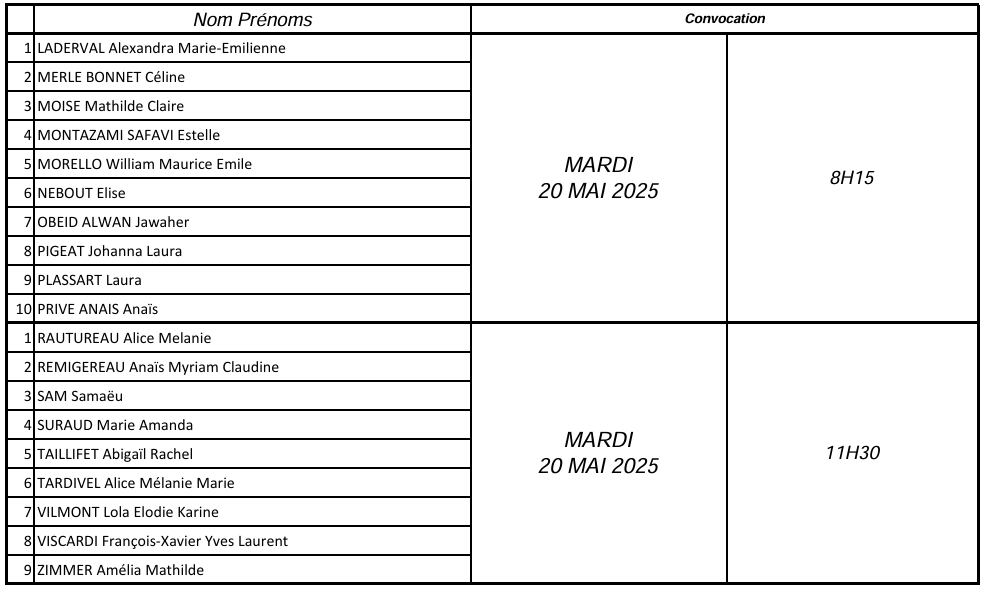 Nom Prénoms Convocation
1 LADERVAL Alexandra Marie-Emilienne
2 MERLE BONNET Céline
3 MOISE Mathilde Claire
4 MONTAZAMI SAFAVI Estelle
5 MORELLO William Maurice Emile
6 NEBOUT Elise
7 OBEID ALWAN Jawaher
8 PIGEAT Johanna Laura
9 PLASSART Laura
10 PRIVE ANAIS Anaïs
MARDI
20 MAI 2025
8H15
1 RAUTUREAU Alice Melanie
2 REMIGEREAU Anaïs Myriam Claudine
3 SAM Samaëu
4 SURAUD Marie Amanda
5 TAILLIFET Abigaïl Rachel
6 TARDIVEL Alice Mélanie Marie
7 VILMONT Lola Elodie Karine
8 VISCARDI François-Xavier Yves Laurent
9 ZIMMER Amélia Mathilde
MARDI
20 MAI 2025
11H30